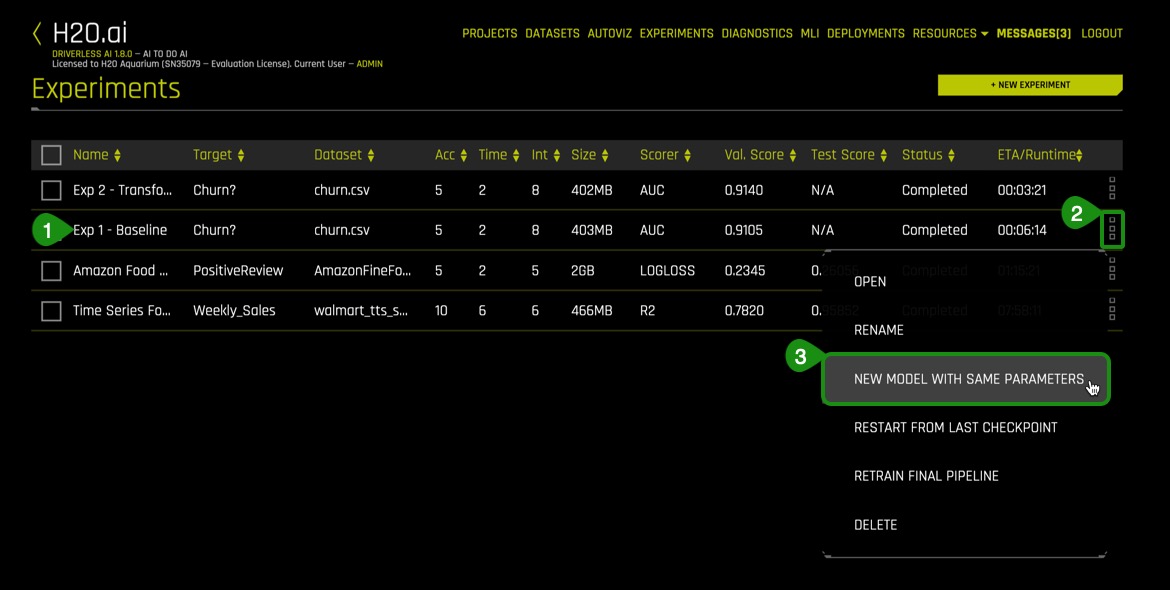 H2O.ai
PROJECTS DATASETS AUTOVIZ EXPERIMENTS DIAGNOSTICS MLI DEPLOYMENTS RESOURCES MESSAGES[3] LOGOUT
DRIVERLESS AI 1.8.0 – AI TO DO AI
Licensed to H2O Aquarium (SN35079 – Evaluation License). Current User – ADMIN
Experiments
+ NEW EXPERIMENT
Name Target Dataset Acc Time Int Size Scorer Val. Score Test Score Status ETA/Runtime
Exp 2 - Transfo... Churn? churn.csv 5 2 8 402MB AUC 0.9140 N/A Completed 00:03:21
1 Exp 1 - Baseline Churn? churn.csv 5 2 8 403MB AUC 0.9105 N/A Completed 00:06:14 2
Amazon Food ... PositiveReview AmazonFineFo... 5 2 5 2GB LOGLOSS 0.2345 0. Completed
Time Series Fo... Weekly_Sales walmart_tts_s... 10 6 6 466MB R2 0.7820 0. Completed
OPEN
RENAME
3 NEW MODEL WITH SAME PARAMETERS
RESTART FROM LAST CHECKPOINT
RETRAIN FINAL PIPELINE
DELETE